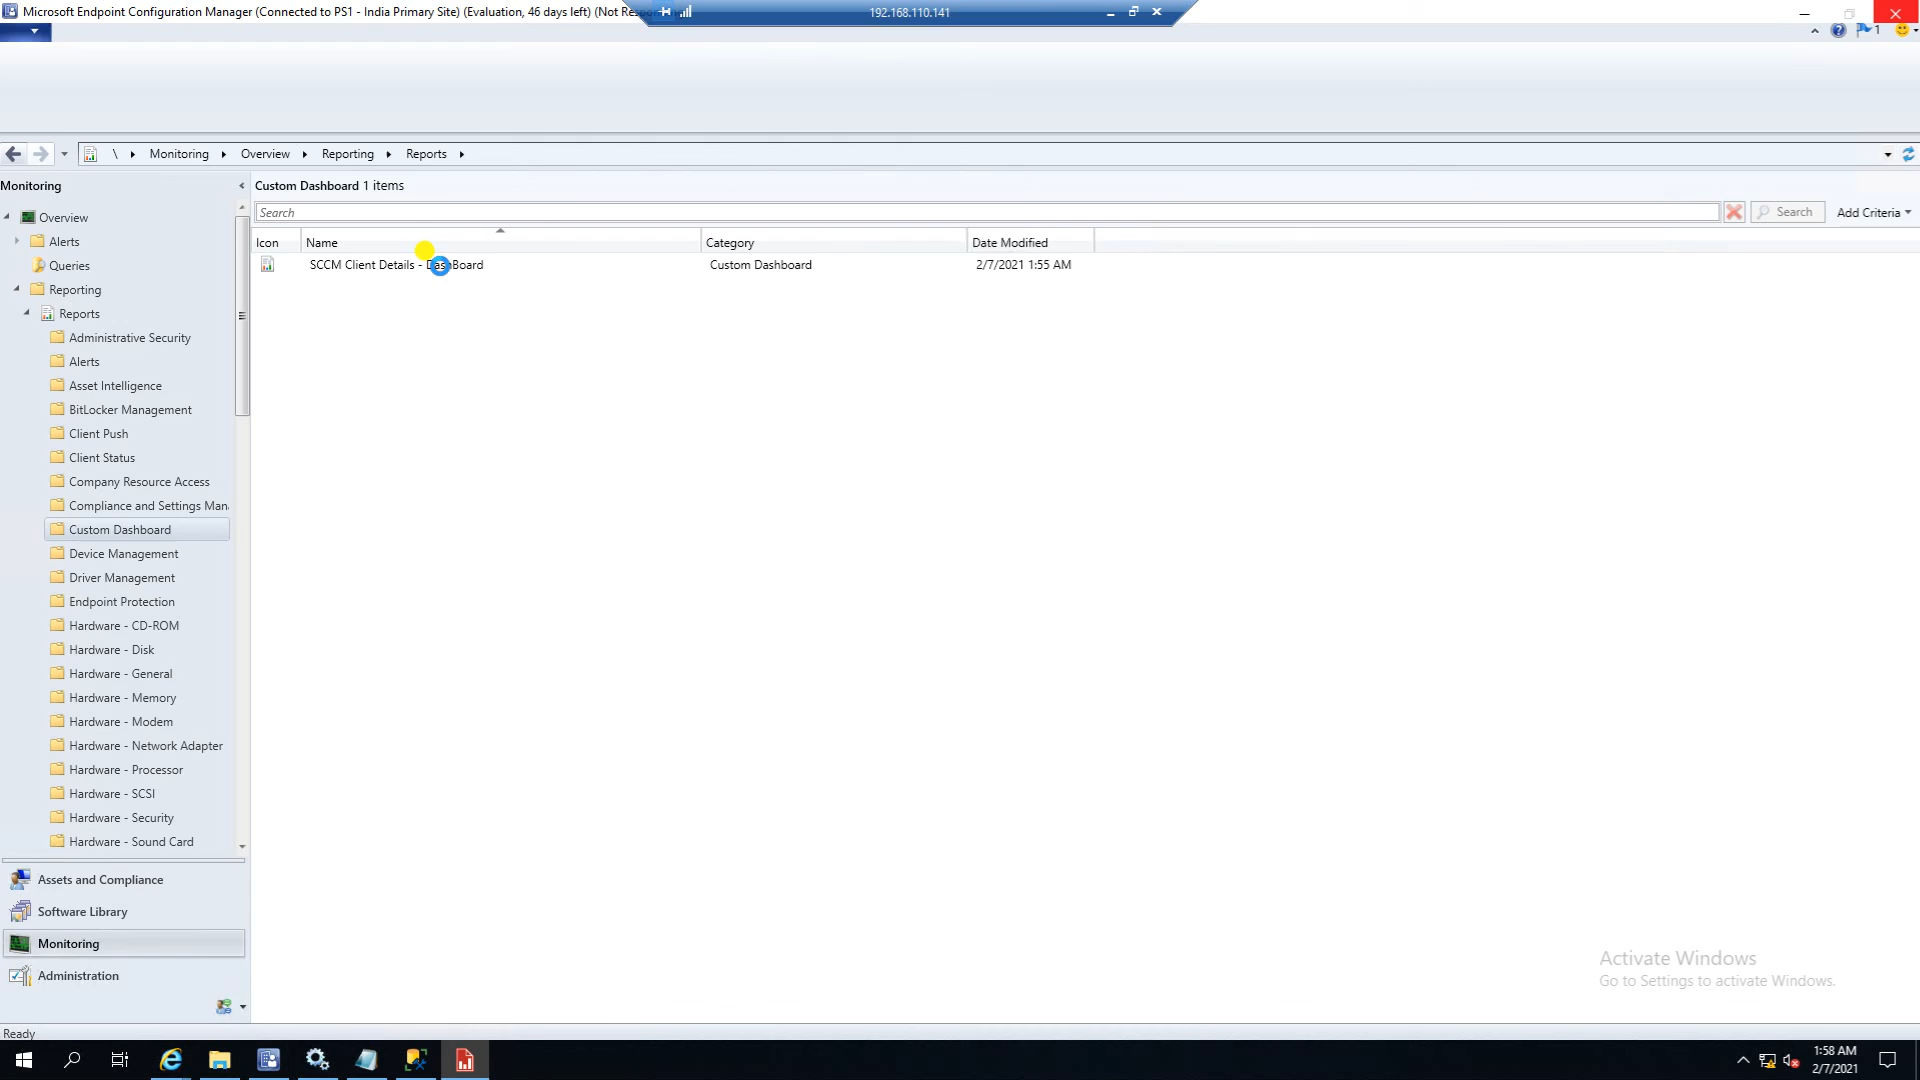 Microsoft Endpoint Configuration Manager (Connected to PS1 - India Primary Site) (Evaluation, 46 days left) (Not Resp
192.168.110.141
1
\ Monitoring Overview Reporting Reports
Monitoring
Custom Dashboard 1 items
Search
Search
Add Criteria
Overview
Alerts
Queries
Reporting
Reports
Administrative Security
Alerts
Asset Intelligence
BitLocker Management
Client Push
Client Status
Company Resource Access
Compliance and Settings Man
Custom Dashboard
Device Management
Driver Management
Endpoint Protection
Hardware - CD-ROM
Hardware - Disk
Hardware - General
Hardware - Memory
Hardware - Modem
Hardware - Network Adapter
Hardware - Processor
Hardware - SCSI
Hardware - Security
Hardware - Sound Card
Icon Name Category Date Modified
SCCM Client Details - DashBoard Custom Dashboard 2/7/2021 1:55 AM
Assets and Compliance
Software Library
Monitoring
Administration
Activate Windows
Go to Settings to activate Windows.
Ready
1:58 AM
2/7/2021